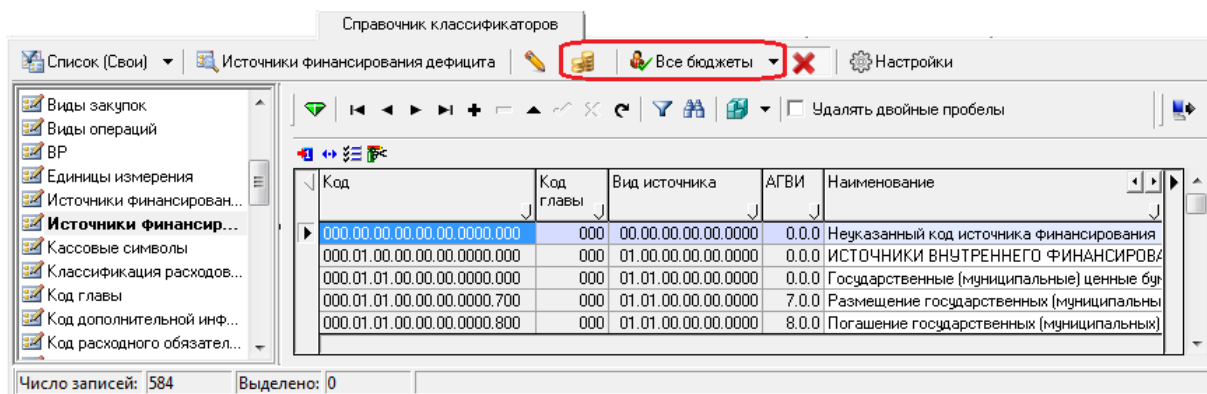 Справочник классификаторов
Список (Свои) Источники финансирования дефицита Все бюджеты Настройки
Виды закупок
Виды операций
ВР
Единицы измерения
Источники финансирован...
Источники финансир...
Кассовые символы
Классификация расходов...
Код главы
Код дополнительной инф...
Код расходного обязател...
Удалять двойные пробелы
Код Код главы Вид источника АГВИ Наименование
000.00.00.00.00.00.0000.000 000 00.00.00.00.00.0000 0.0.0 Неуказанный код источника финансирования
000.01.00.00.00.00.0000.000 000 01.00.00.00.00.0000 0.0.0 ИСТОЧНИКИ ВНУТРЕННЕГО ФИНАНСИРОВА
000.01.01.00.00.00.0000.000 000 01.01.00.00.00.0000 0.0.0 Государственные (муниципальные) ценные бум
000.01.01.00.00.00.0000.700 000 01.01.00.00.00.0000 7.0.0 Размещение государственных (муниципальны
000.01.01.00.00.00.0000.800 000 01.01.00.00.00.0000 8.0.0 Погашение государственных (муниципальных)
Число записей: 584 Выделено: 0